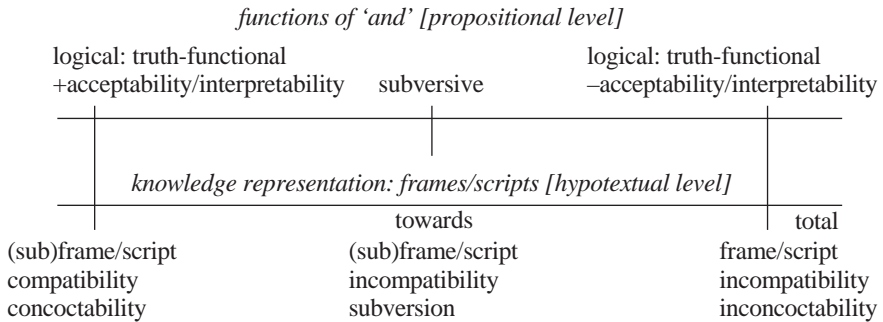 functions of ‘and’ [propositional level]
logical: truth-functional logical: truth-functional
+acceptability/interpretability subversive –acceptability/interpretability
knowledge representation: frames/scripts [hypotextual level]
towards total
(sub)frame/script (sub)frame/script frame/script
compatibility incompatibility incompatibility
concoctability subversion inconcoctability